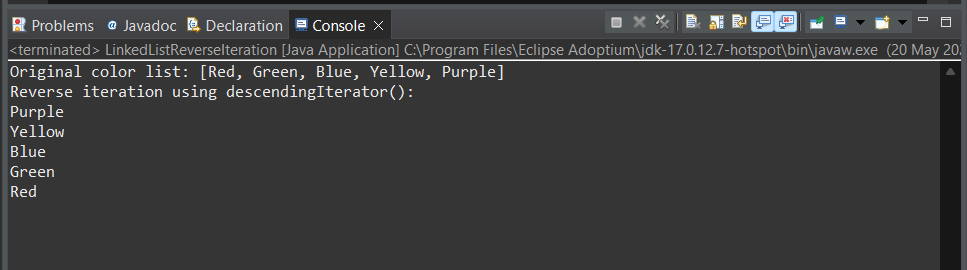 Problems @ Javadoc Declaration Console
<terminated> LinkedListReverseIteration [Java Application] C:\Program Files\Eclipse Adoptium\jdk-17.0.12.7-hotspot\bin\javaw.exe (20 May 202
Original color list: [Red, Green, Blue, Yellow, Purple]
Reverse iteration using descendingIterator():
Purple
Yellow
Blue
Green
Red